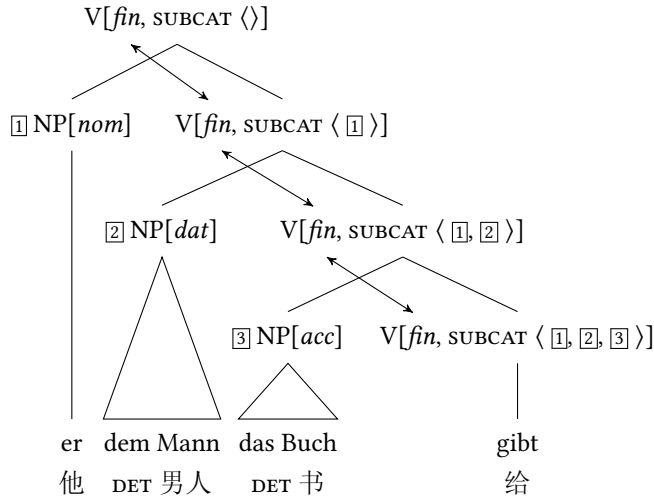 V[fin, SUBCAT ⟨⟩]
1 NP[nom] V[fin, SUBCAT ⟨ 1 ⟩]
2 NP[dat] V[fin, SUBCAT ⟨ 1, 2 ⟩]
3 NP[acc] V[fin, SUBCAT ⟨ 1, 2, 3 ⟩]
er dem Mann das Buch gibt
他 DET 男人 DET 书 给